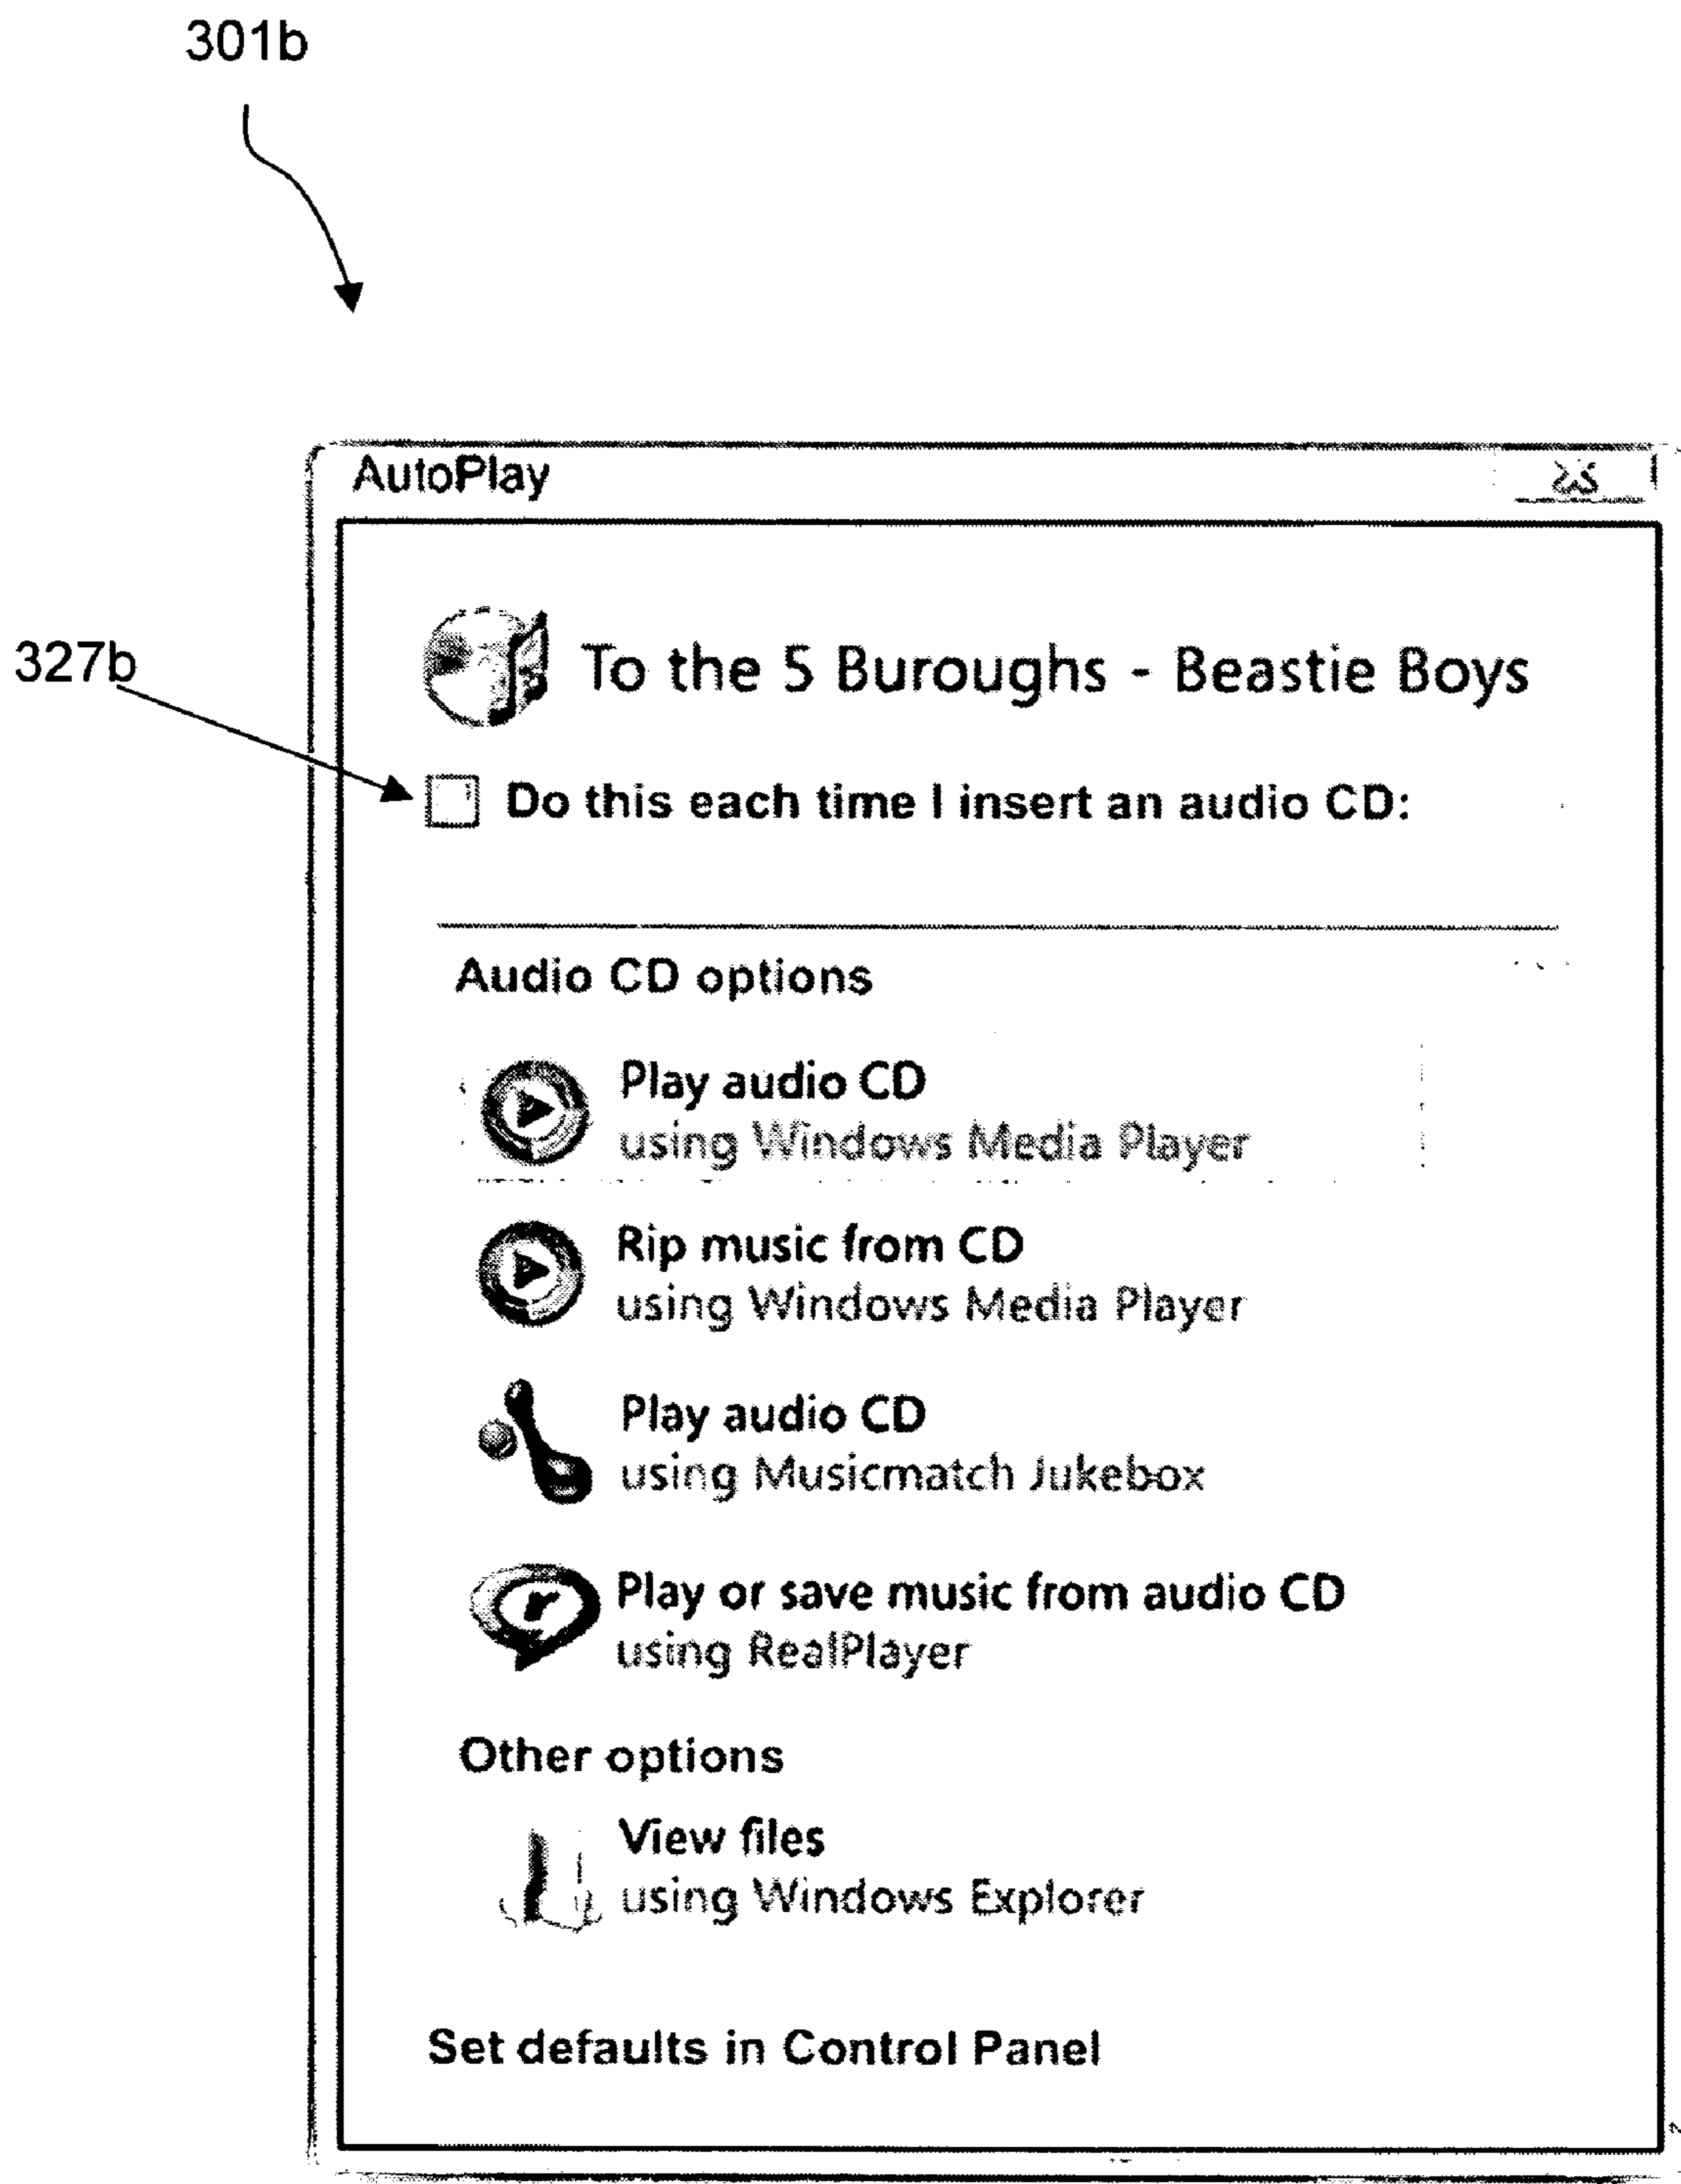 301b
AutoPlay
327b
To the 5 Buroughs - Beastie Boys
Do this each time I insert an audio CD:
Audio CD options
Play audio CD
using Windows Media Player
Rip music from CD
using Windows Media Player
Play audio CD
using Musicmatch Jukebox
r
Play or save music from audio CD
using RealPlayer
Other options
View files
using Windows Explorer
Set defaults in Control Panel